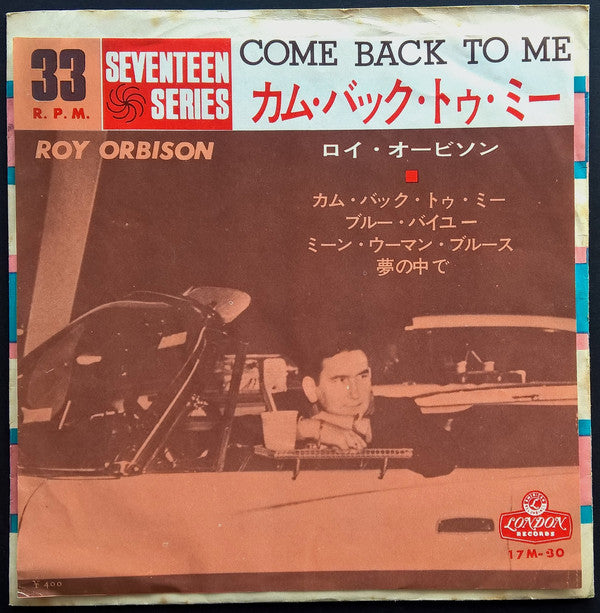 33
R.P.M.
SEVENTEEN
SERIES
COME BACK TO ME
カム・バック・トゥ・ミー
ROY ORBISON
ロイ・オービソン
カム・バック・トゥ・ミー
ブルー・バイユー
ミーン・ウーマン・ブルース
夢の中で
LONDON
RECORDS
17M-30
¥400